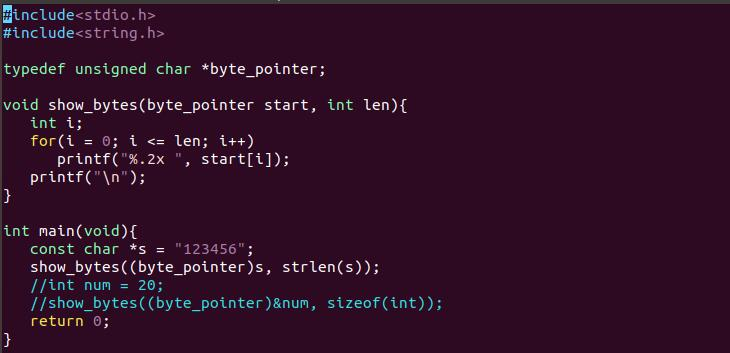 #include<stdio.h>
#include<string.h>

typedef unsigned char *byte_pointer;

void show_bytes(byte_pointer start, int len){
   int i;
   for(i = 0; i <= len; i++)
      printf("%.2x ", start[i]);
   printf("\n");
}

int main(void){
   const char *s = "123456";
   show_bytes((byte_pointer)s, strlen(s));
   //int num = 20;
   //show_bytes((byte_pointer)&num, sizeof(int));
   return 0;
}